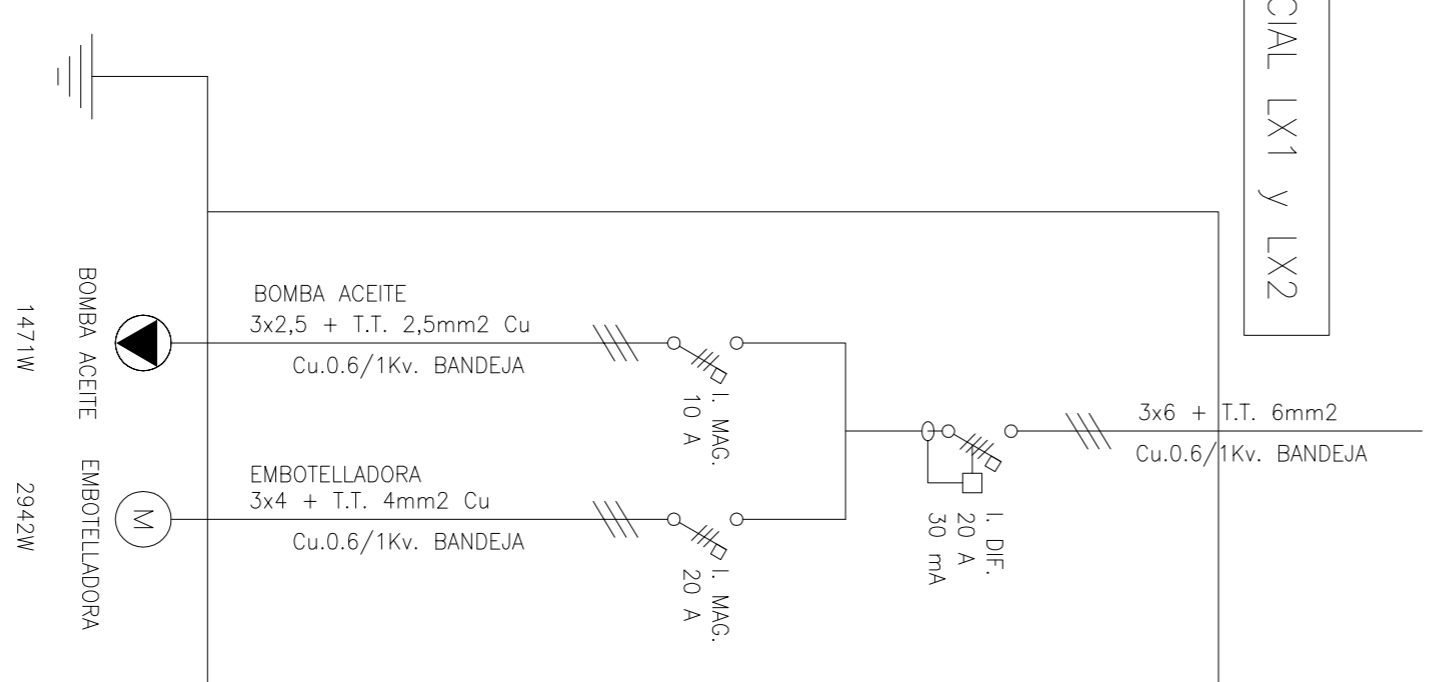 CIAL LX1 y LX2
BOMBA ACEITE
3x2,5 + T.T. 2,5mm2 Cu
Cu.0.6/1Kv. BANDEJA
I. MAG.
10 A
BOMBA ACEITE
1471W
3x6 + T.T. 6mm2
Cu.0.6/1Kv. BANDEJA
I. DIF.
20 A
30 mA
EMBOTELLADORA
3x4 + T.T. 4mm2 Cu
Cu.0.6/1Kv. BANDEJA
I. MAG.
20 A
M
EMBOTELLADORA
2942W